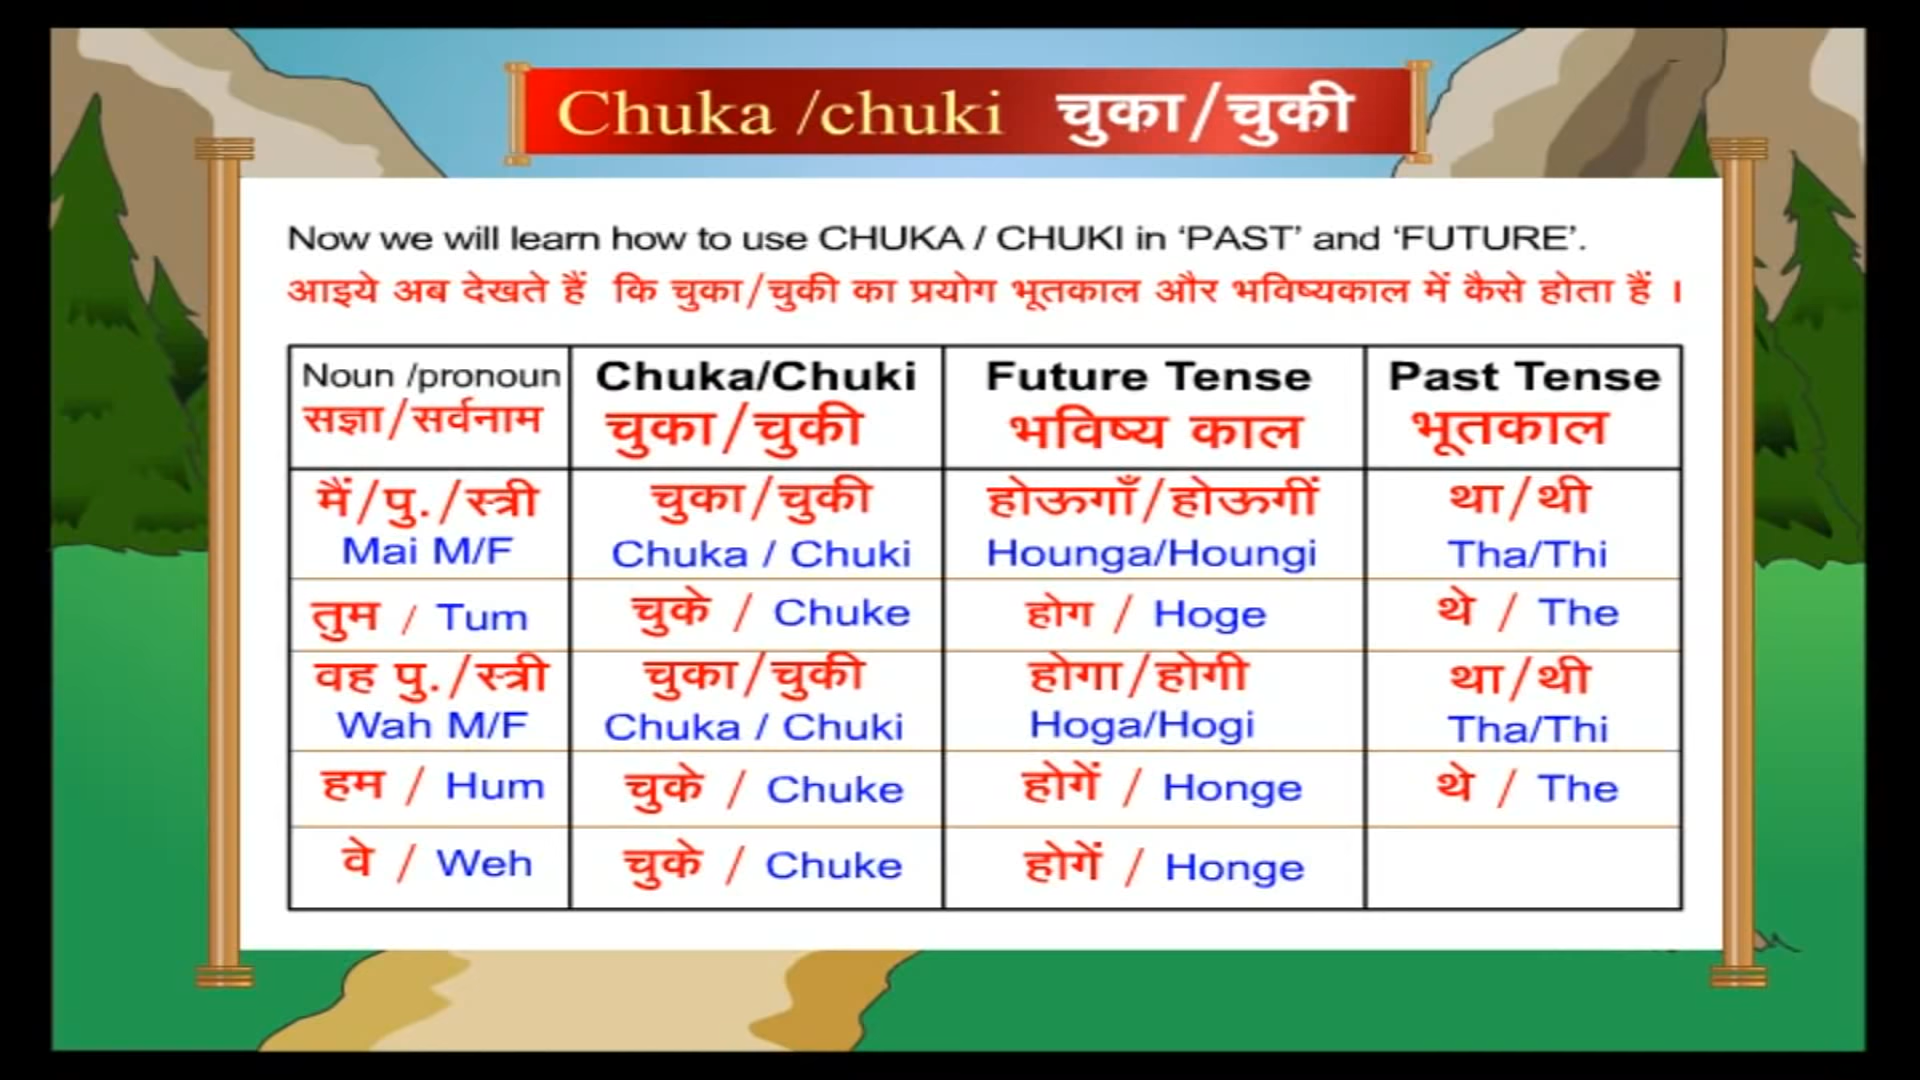 Chuka /chuki चुका/चुकी
Now we will learn how to use CHUKA / CHUKI in ‘PAST’ and ‘FUTURE’.
आइये अब देखते हैं कि चुका/चुकी का प्रयोग भूतकाल और भविष्यकाल में कैसे होता हैं ।
Noun /pronoun Chuka/Chuki Future Tense Past Tense
सज्ञा/सर्वनाम चुका/चुकी भविष्य काल भूतकाल
मैं/पु./स्त्री चुका/चुकी होऊगाँ/होऊगीं था/थी
Mai M/F Chuka / Chuki Hounga/Houngi Tha/Thi
तुम / Tum चुके / Chuke होग / Hoge थे / The
वह पु./स्त्री चुका/चुकी होगा/होगी था/थी
Wah M/F Chuka / Chuki Hoga/Hogi Tha/Thi
हम / Hum चुके / Chuke होगें / Honge थे / The
वे / Weh चुके / Chuke होगें / Honge